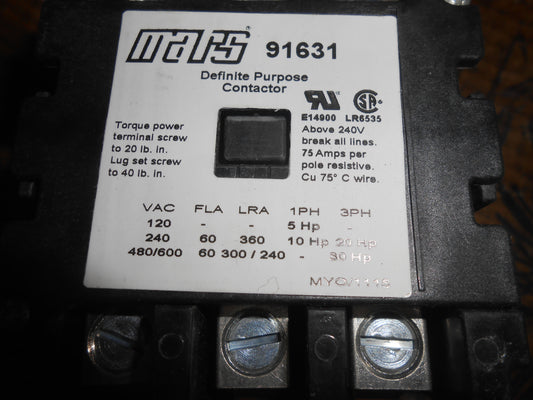 mars 91631
Definite Purpose
Contactor
E14900 LR6535
Torque power
terminal screw
to 20 lb. in.
Lug set screw
to 40 lb. in.
Above 240V
break all lines.
75 Amps per
pole resistive.
Cu 75° C wire.
VAC FLA LRA 1PH 3PH
120 - - 5 Hp -
240 60 360 10 Hp 20 Hp
480/600 60 300 / 240 - 30 Hp